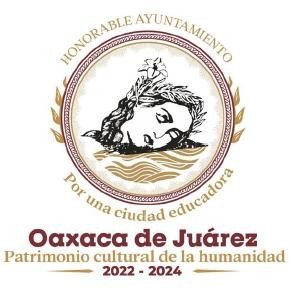 HONORABLE AYUNTAMIENTO
Por una ciudad educadora
Oaxaca de Juárez
Patrimonio cultural de la humanidad
2022 - 2024